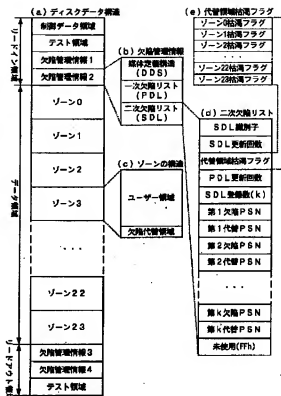 (a) ディスクデータ構造
制御データ領域
テスト領域
欠陥管理情報1
欠陥管理情報2
ゾーン0
ゾーン1
ゾーン2
ゾーン3
ゾーン22
ゾーン23
欠陥管理情報3
欠陥管理情報4
テスト領域
リードイン領域
データ領域
リードアウト領域
(b) 欠陥管理情報
媒体定義構造
(DDS)
一次欠陥リスト
(PDL)
二次欠陥リスト
(SDL)
(c) ゾーンの構造
ユーザー領域
欠陥代替領域
(e) 代替領域枯渇フラグ
ゾーン0枯渇フラグ
ゾーン1枯渇フラグ
ゾーン2枯渇フラグ
ゾーン22枯渇フラグ
ゾーン23枯渇フラグ
(d) 二次欠陥リスト
SDL識別子
SDL更新回数
代替領域枯渇フラグ
PDL更新回数
SDL登録数(k)
第1欠陥PSN
第1代替PSN
第2欠陥PSN
第2代替PSN
第k欠陥PSN
第k代替PSN
未使用(FFh)